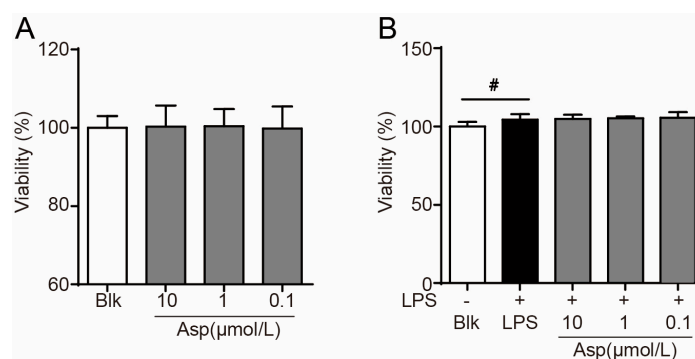 A
120
100
80
60
Viability (%)
Blk 10 1 0.1
Asp(μmol/L)
B
150
100
50
0
Viability (%)
#
LPS - + + + +
Blk LPS 10 1 0.1
Asp(μmol/L)